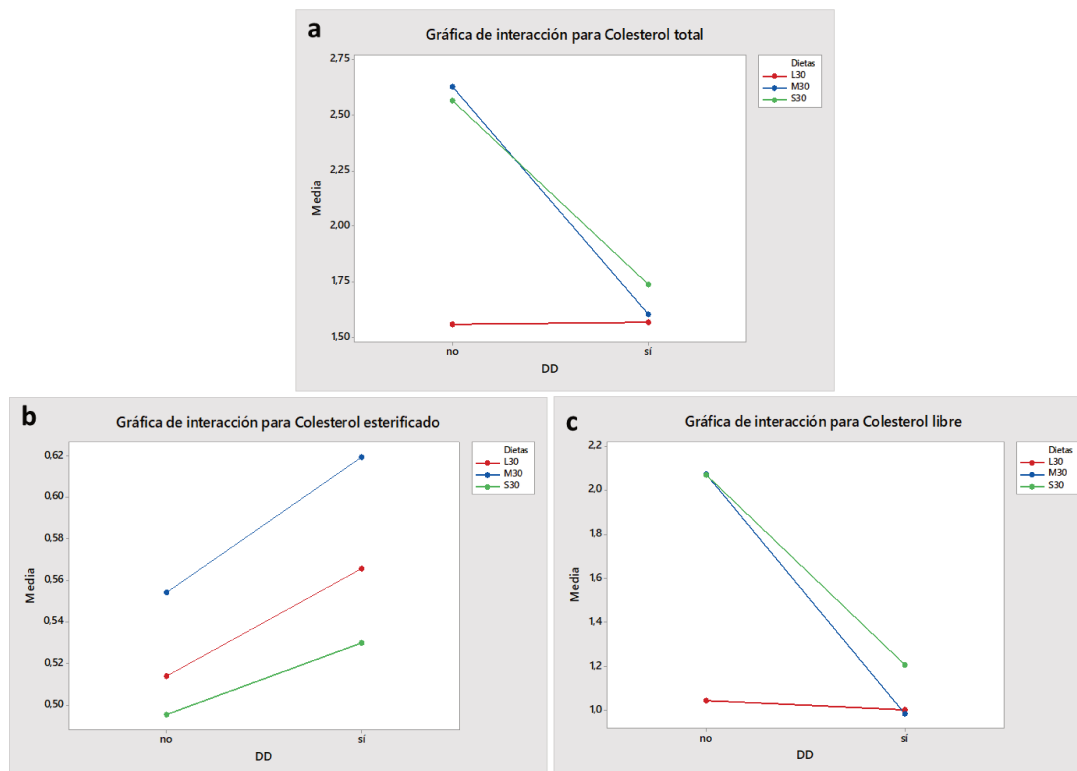 a
Gráfica de interacción para Colesterol total
2,75
2,50
2,25
2,00
1,75
1,50
Media
no
sí
DD
Dietas
L30
M30
S30
b
Gráfica de interacción para Colesterol esterificado
0,62
0,60
0,58
0,56
0,54
0,52
0,50
Media
no
sí
DD
Dietas
L30
M30
S30
c
Gráfica de interacción para Colesterol libre
2,2
2,0
1,8
1,6
1,4
1,2
1,0
Media
no
sí
DD
Dietas
L30
M30
S30